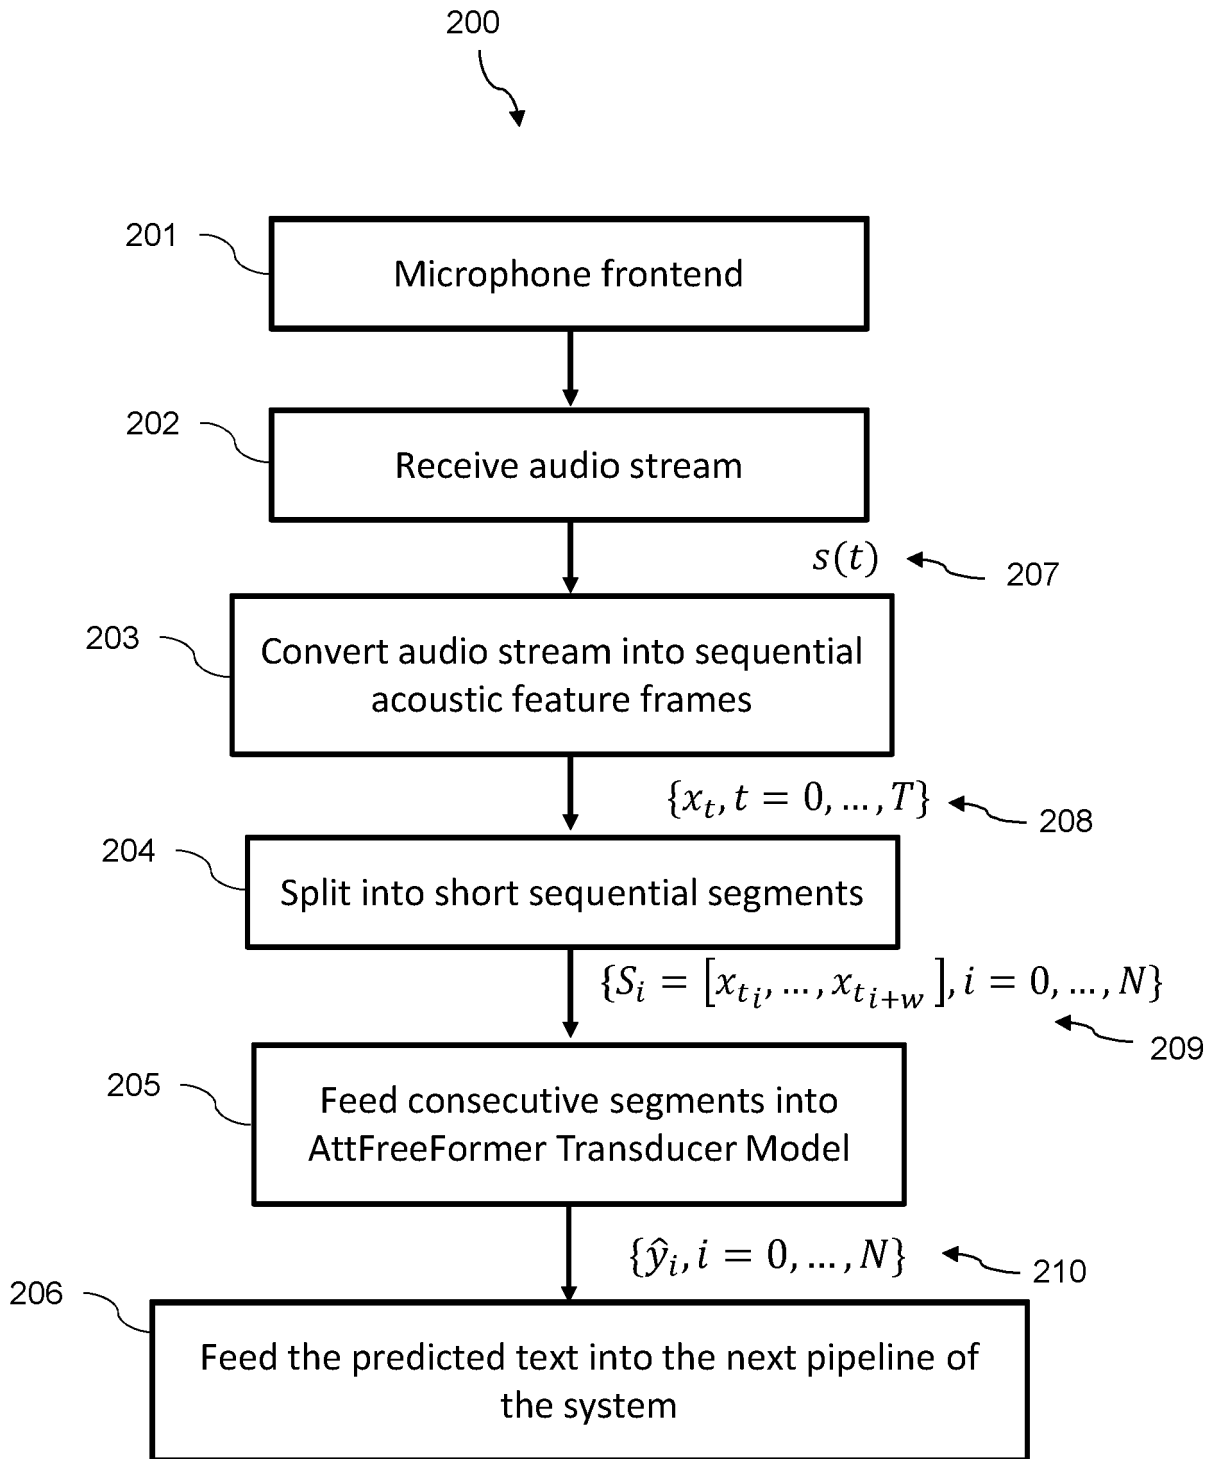 200
201
Microphone frontend
202
Receive audio stream
s(t)
207
203
Convert audio stream into sequential
acoustic feature frames
{x_t, t = 0, ..., T}
208
204
Split into short sequential segments
{S_i = [x_{t_i}, ..., x_{t_{i+w}}], i = 0, ..., N}
209
205
Feed consecutive segments into
AttFreeFormer Transducer Model
{ŷ_i, i = 0, ..., N}
210
206
Feed the predicted text into the next pipeline of
the system